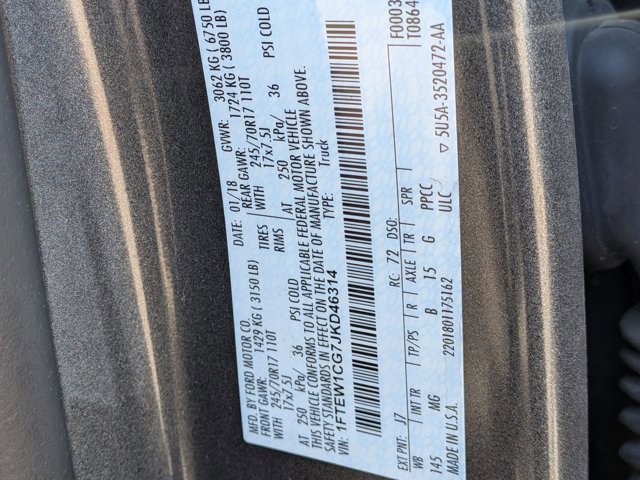 MFD. BY FORD MOTOR CO.
DATE: 01/18
GVWR: 3062 KG ( 6750 LB
FRONT GAWR: 1429 KG ( 3150 LB)
REAR GAWR: 1724 KG ( 3800 LB)
WITH 245/70R17 110T TIRES WITH 245/70R17 110T
17x7.5J RIMS 17x7.5J
AT 250 kPa/ 36 PSI COLD AT 250 kPa/ 36 PSI COLD
THIS VEHICLE CONFORMS TO ALL APPLICABLE FEDERAL MOTOR VEHICLE
SAFETY STANDARDS IN EFFECT ON THE DATE OF MANUFACTURE SHOWN ABOVE.
VIN: 1FTEW1CG7JKD46314
TYPE: Truck
F0003
T0864
EXT PNT: J7 RC: 72 DSO:
WB INT TR TP/PS R AXLE TR SPR
145 MG B 15 G PPCC
ULC
MADE IN U.S.A. 2201801175162 5U5A-3520472-AA